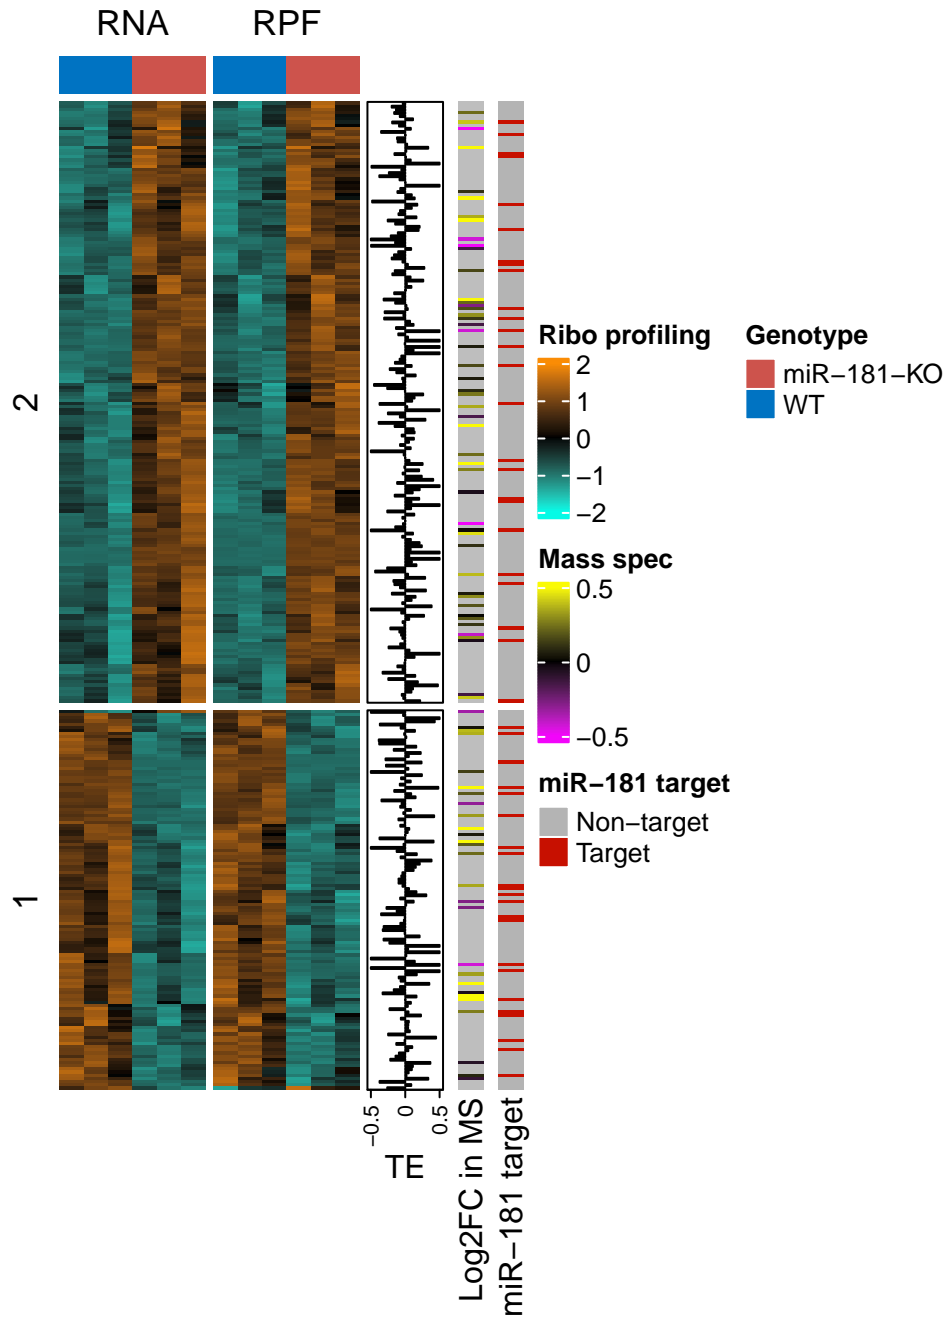 RNA RPF
2
1
−0.5 0 0.5
TE
Log2FC in MS
miR−181 target
Ribo profiling
2
1
0
−1
−2
Mass spec
0.5
0
−0.5
miR−181 target
Non−target
Target
Genotype
miR−181−KO
WT